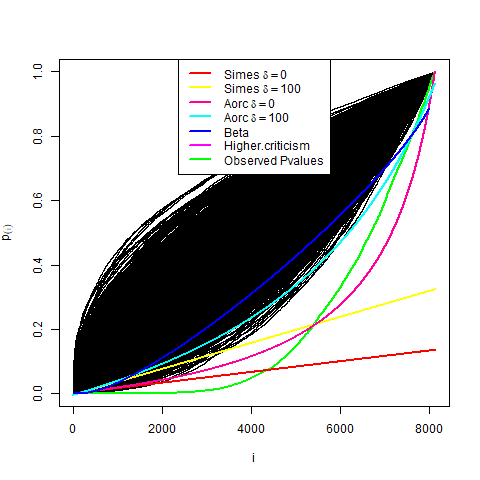 Simes δ = 0
Simes δ = 100
Aorc δ = 0
Aorc δ = 100
Beta
Higher.criticism
Observed Pvalues
1.0
0.8
0.6
0.4
0.2
0.0
p(i)
0 2000 4000 6000 8000
i